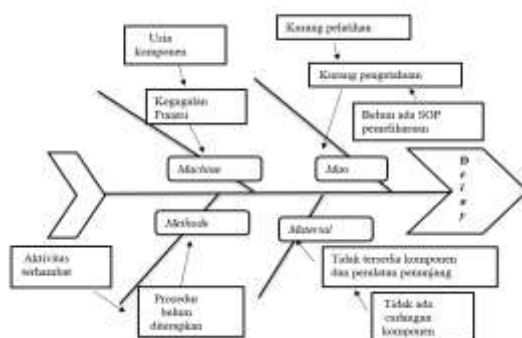 Usia
komponen
Kurang pelatihan
Kurang pengetahuan
Kegagalan
Fungsi
Belum ada SOP
pemeliharaan
Machine
Man
Delay
Methode
Material
Aktivitas
terhambat
Prosedur
belum
diterapkan
Tidak tersedia komponen
dan peralatan penunjang
Tidak ada
cadangan
komponen